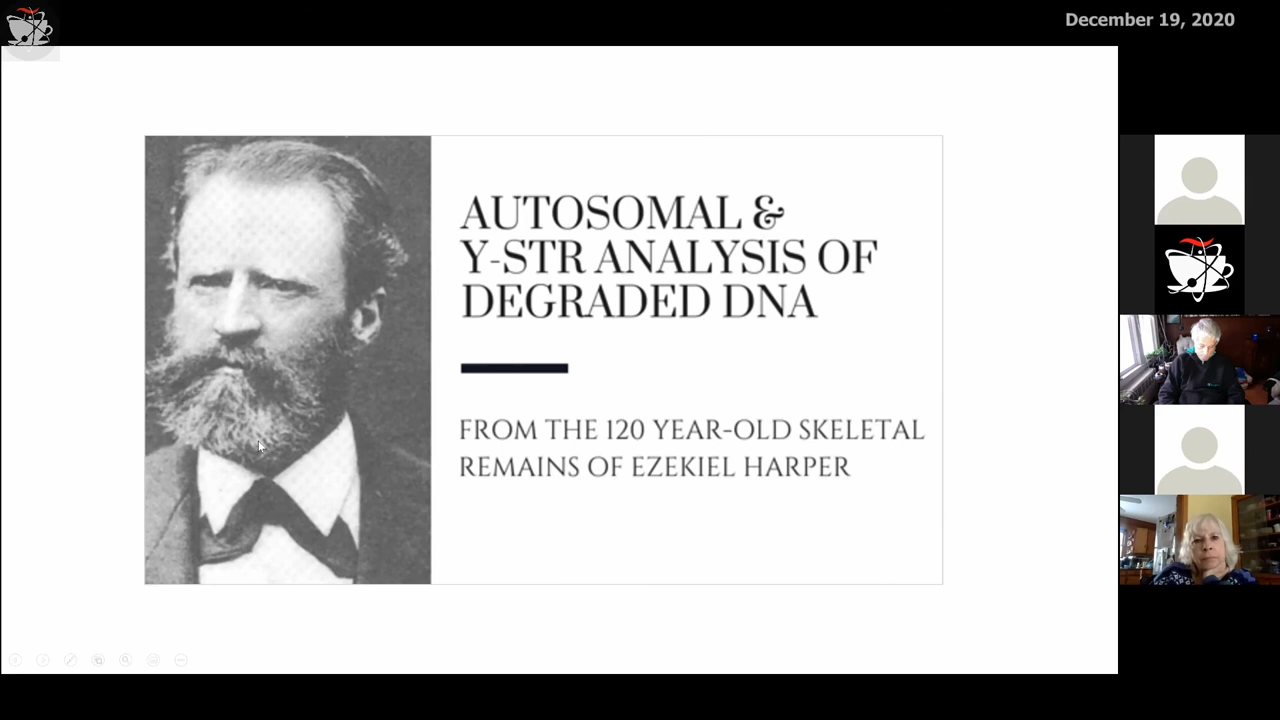 December 19, 2020
AUTOSOMAL &
Y-STR ANALYSIS OF
DEGRADED DNA
FROM THE 120 YEAR-OLD SKELETAL
REMAINS OF EZEKIEL HARPER